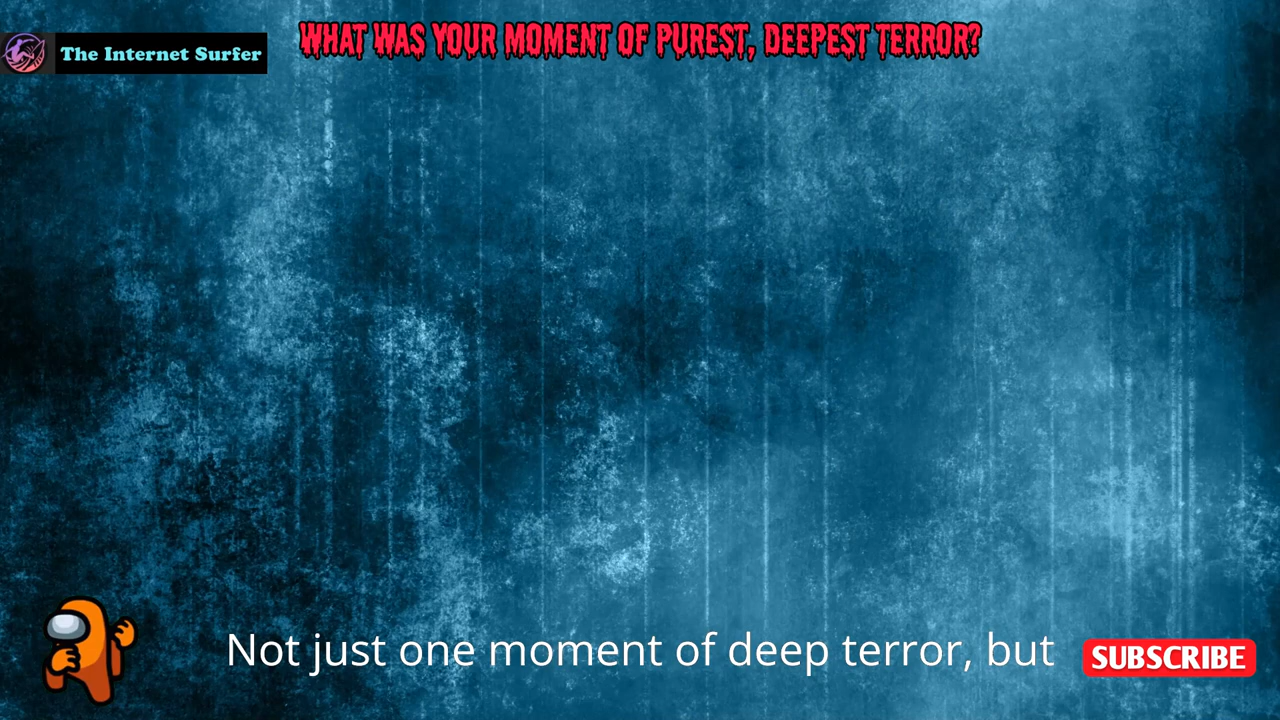 WHAT WAS YOUR MOMENT OF PUREST, DEEPEST TERROR?
The Internet Surfer
Not just one moment of deep terror, but
SUBSCRIBE